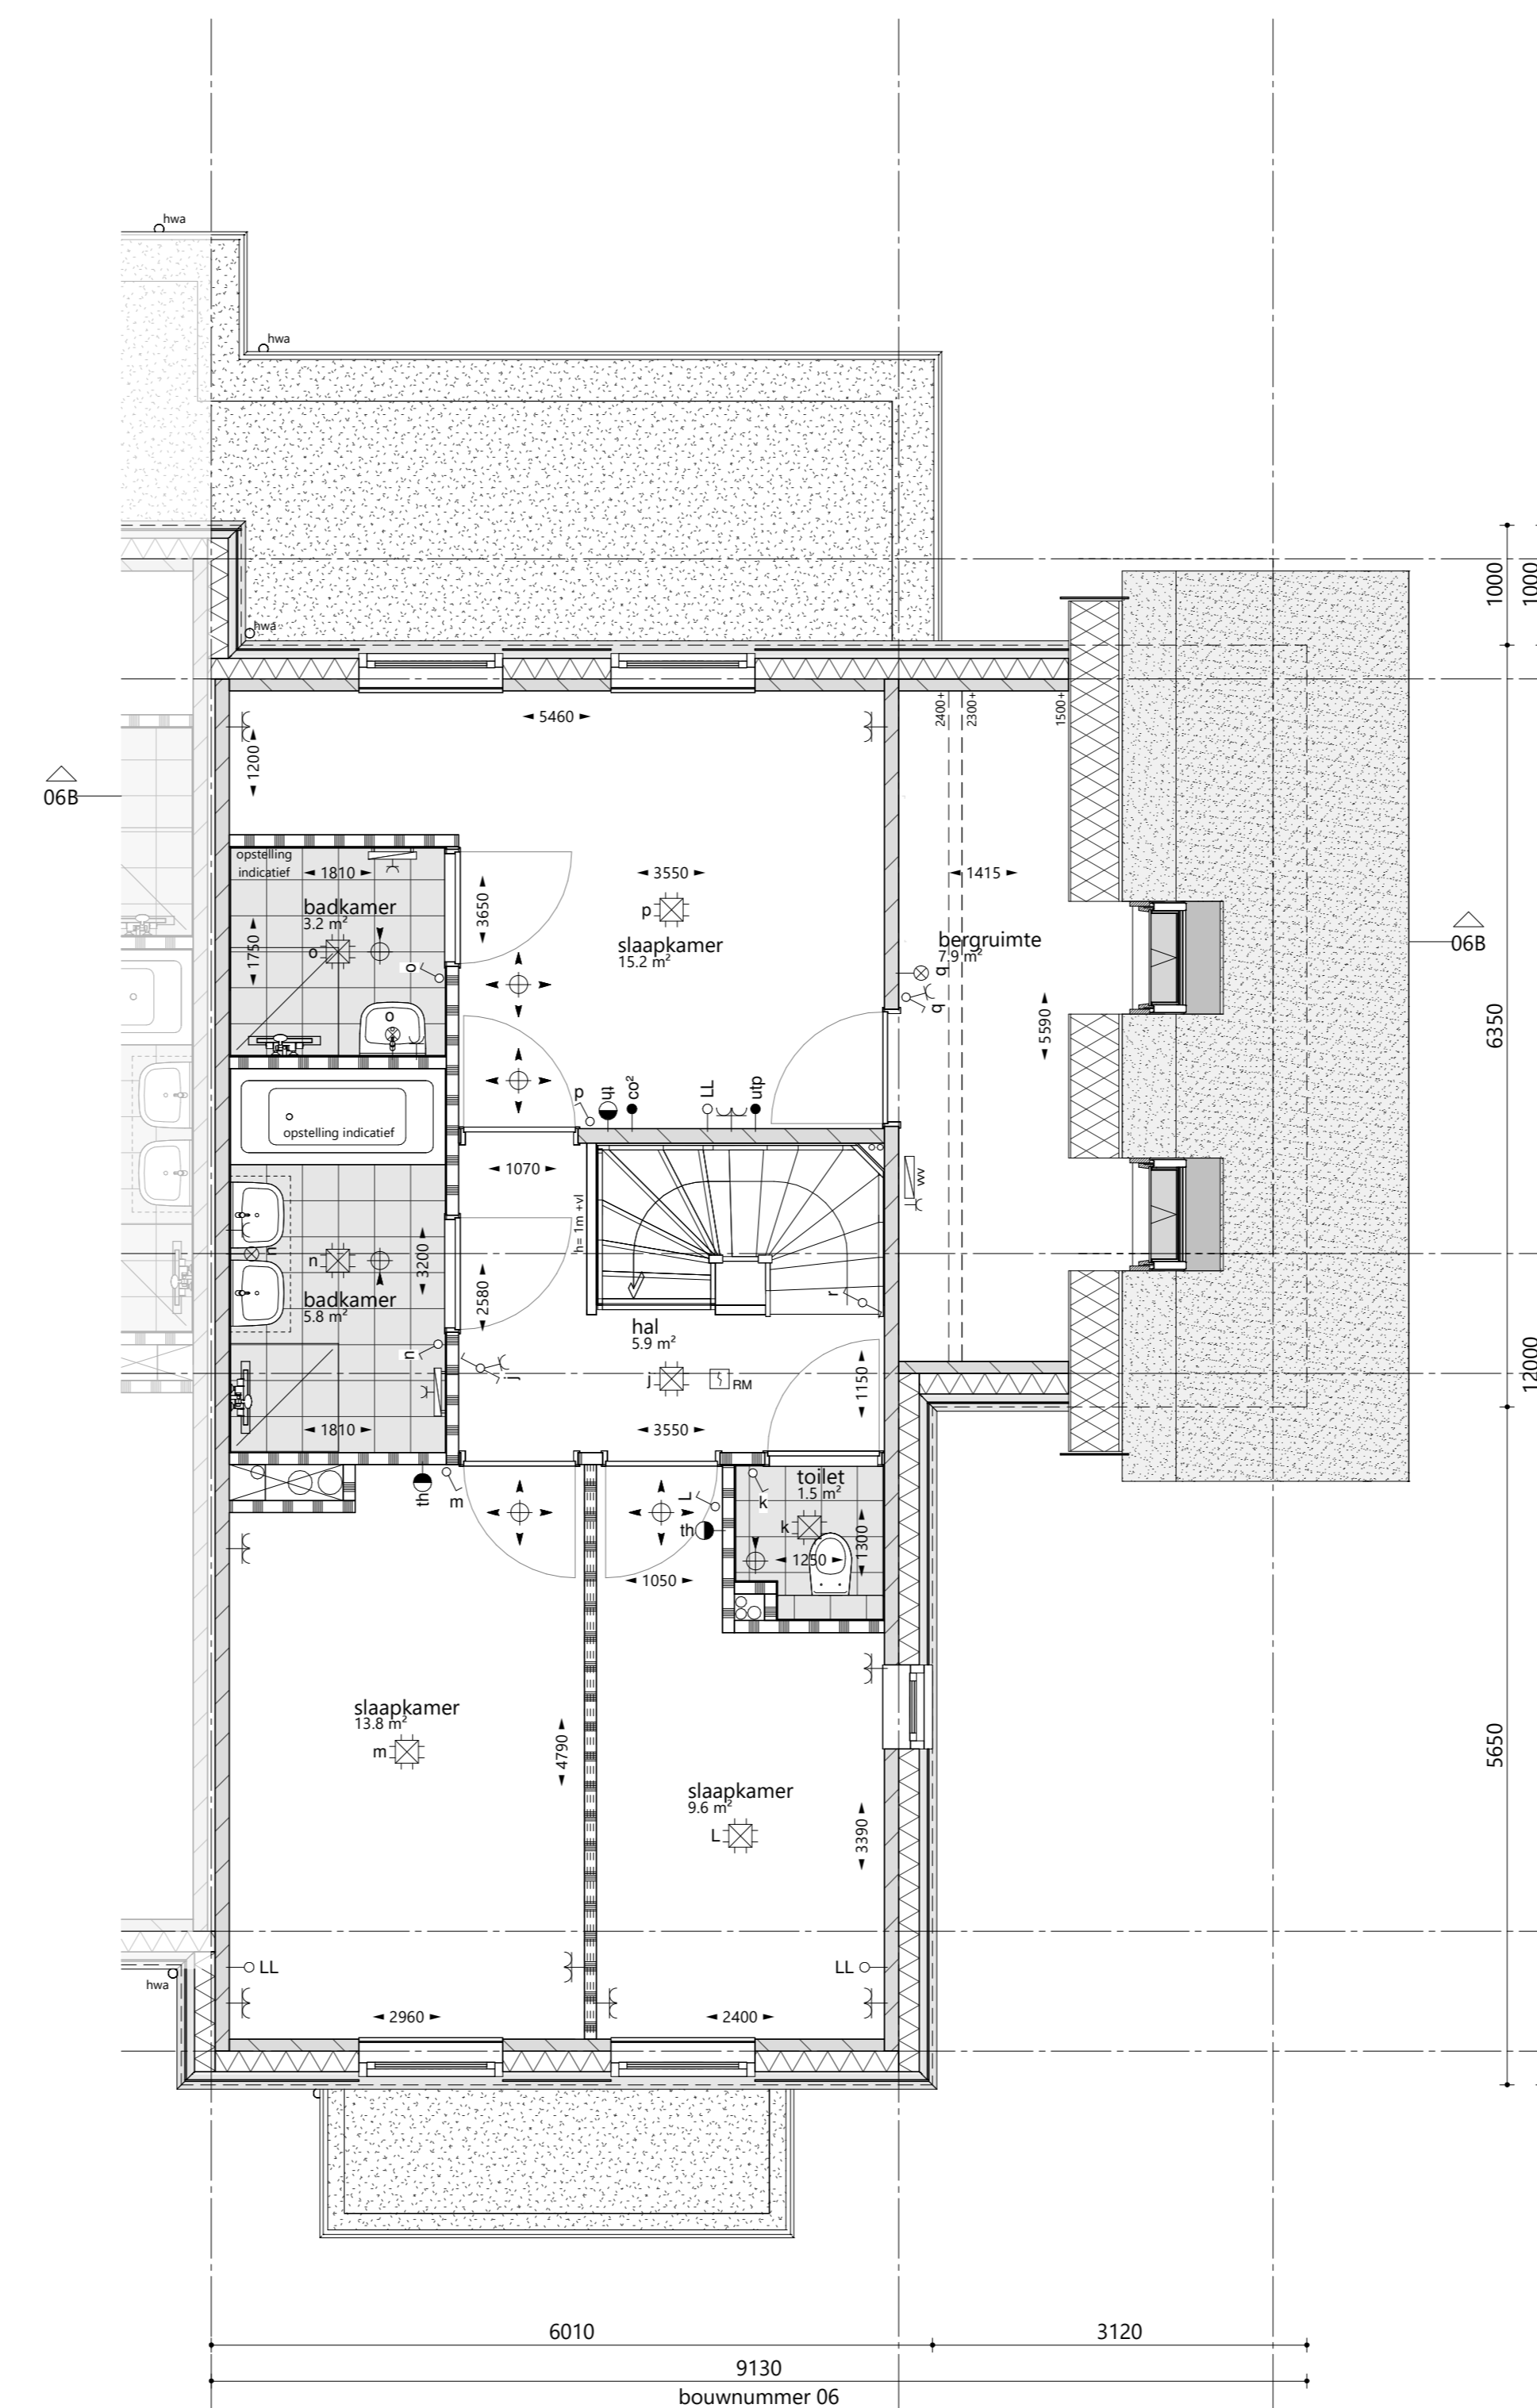 hwa
hwa
hwa
1000
1000
5460
2400+
2300+
1500+
1200
06B
opstelling
indicatief
1810
3550
1415
3650
badkamer
3.2 m²
p
slaapkamer
15.2 m²
bergruimte
7.9 m²
06B
1750
o
o
q
q
o
5590
6350
p
th
co²
LL
utp
opstelling indicatief
1070
wv
h= 1m +vl
n
n
3200
2580
badkamer
5.8 m²
r
hal
5.9 m²
n
j
j
RM
1150
12000
1810
3550
th
m
L
th
toilet
1.5 m²
k
k
1250
1300
1050
slaapkamer
13.8 m²
m
4790
5650
slaapkamer
9.6 m²
L
3390
LL
LL
hwa
2960
2400
6010
3120
9130
bouwnummer 06